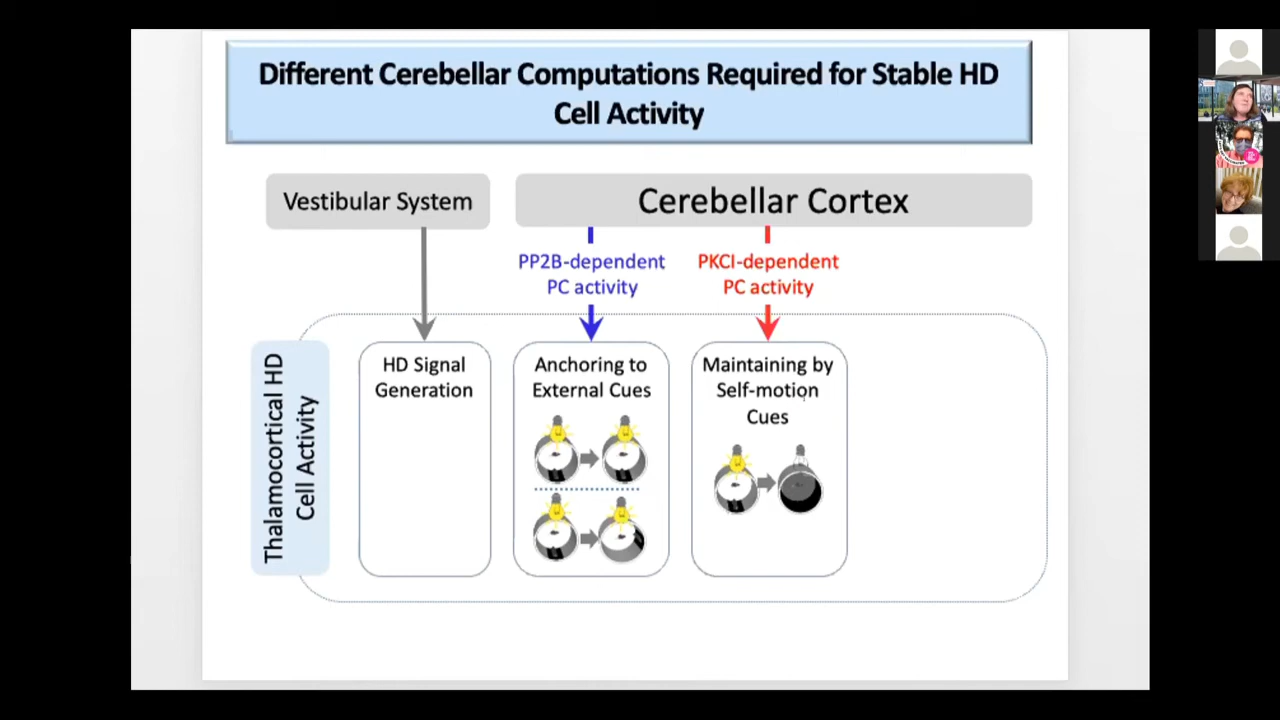 Different Cerebellar Computations Required for Stable HD
Cell Activity
Vestibular System
Cerebellar Cortex
PP2B-dependent
PC activity
PKCI-dependent
PC activity
Thalamocortical HD
Cell Activity
HD Signal
Generation
Anchoring to
External Cues
Maintaining by
Self-motion
Cues